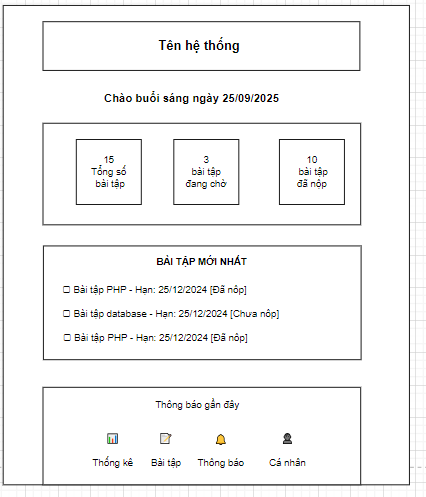 Tên hệ thống
Chào buổi sáng ngày 25/09/2025
15
Tổng số
bài tập
3
bài tập
đang chờ
10
bài tập
đã nộp
BÀI TẬP MỚI NHẤT
☐ Bài tập PHP - Hạn: 25/12/2024 [Đã nộp]
☐ Bài tập database - Hạn: 25/12/2024 [Chưa nộp]
☐ Bài tập PHP - Hạn: 25/12/2024 [Đã nộp]
Thông báo gần đây
Thống kê Bài tập Thông báo Cá nhân